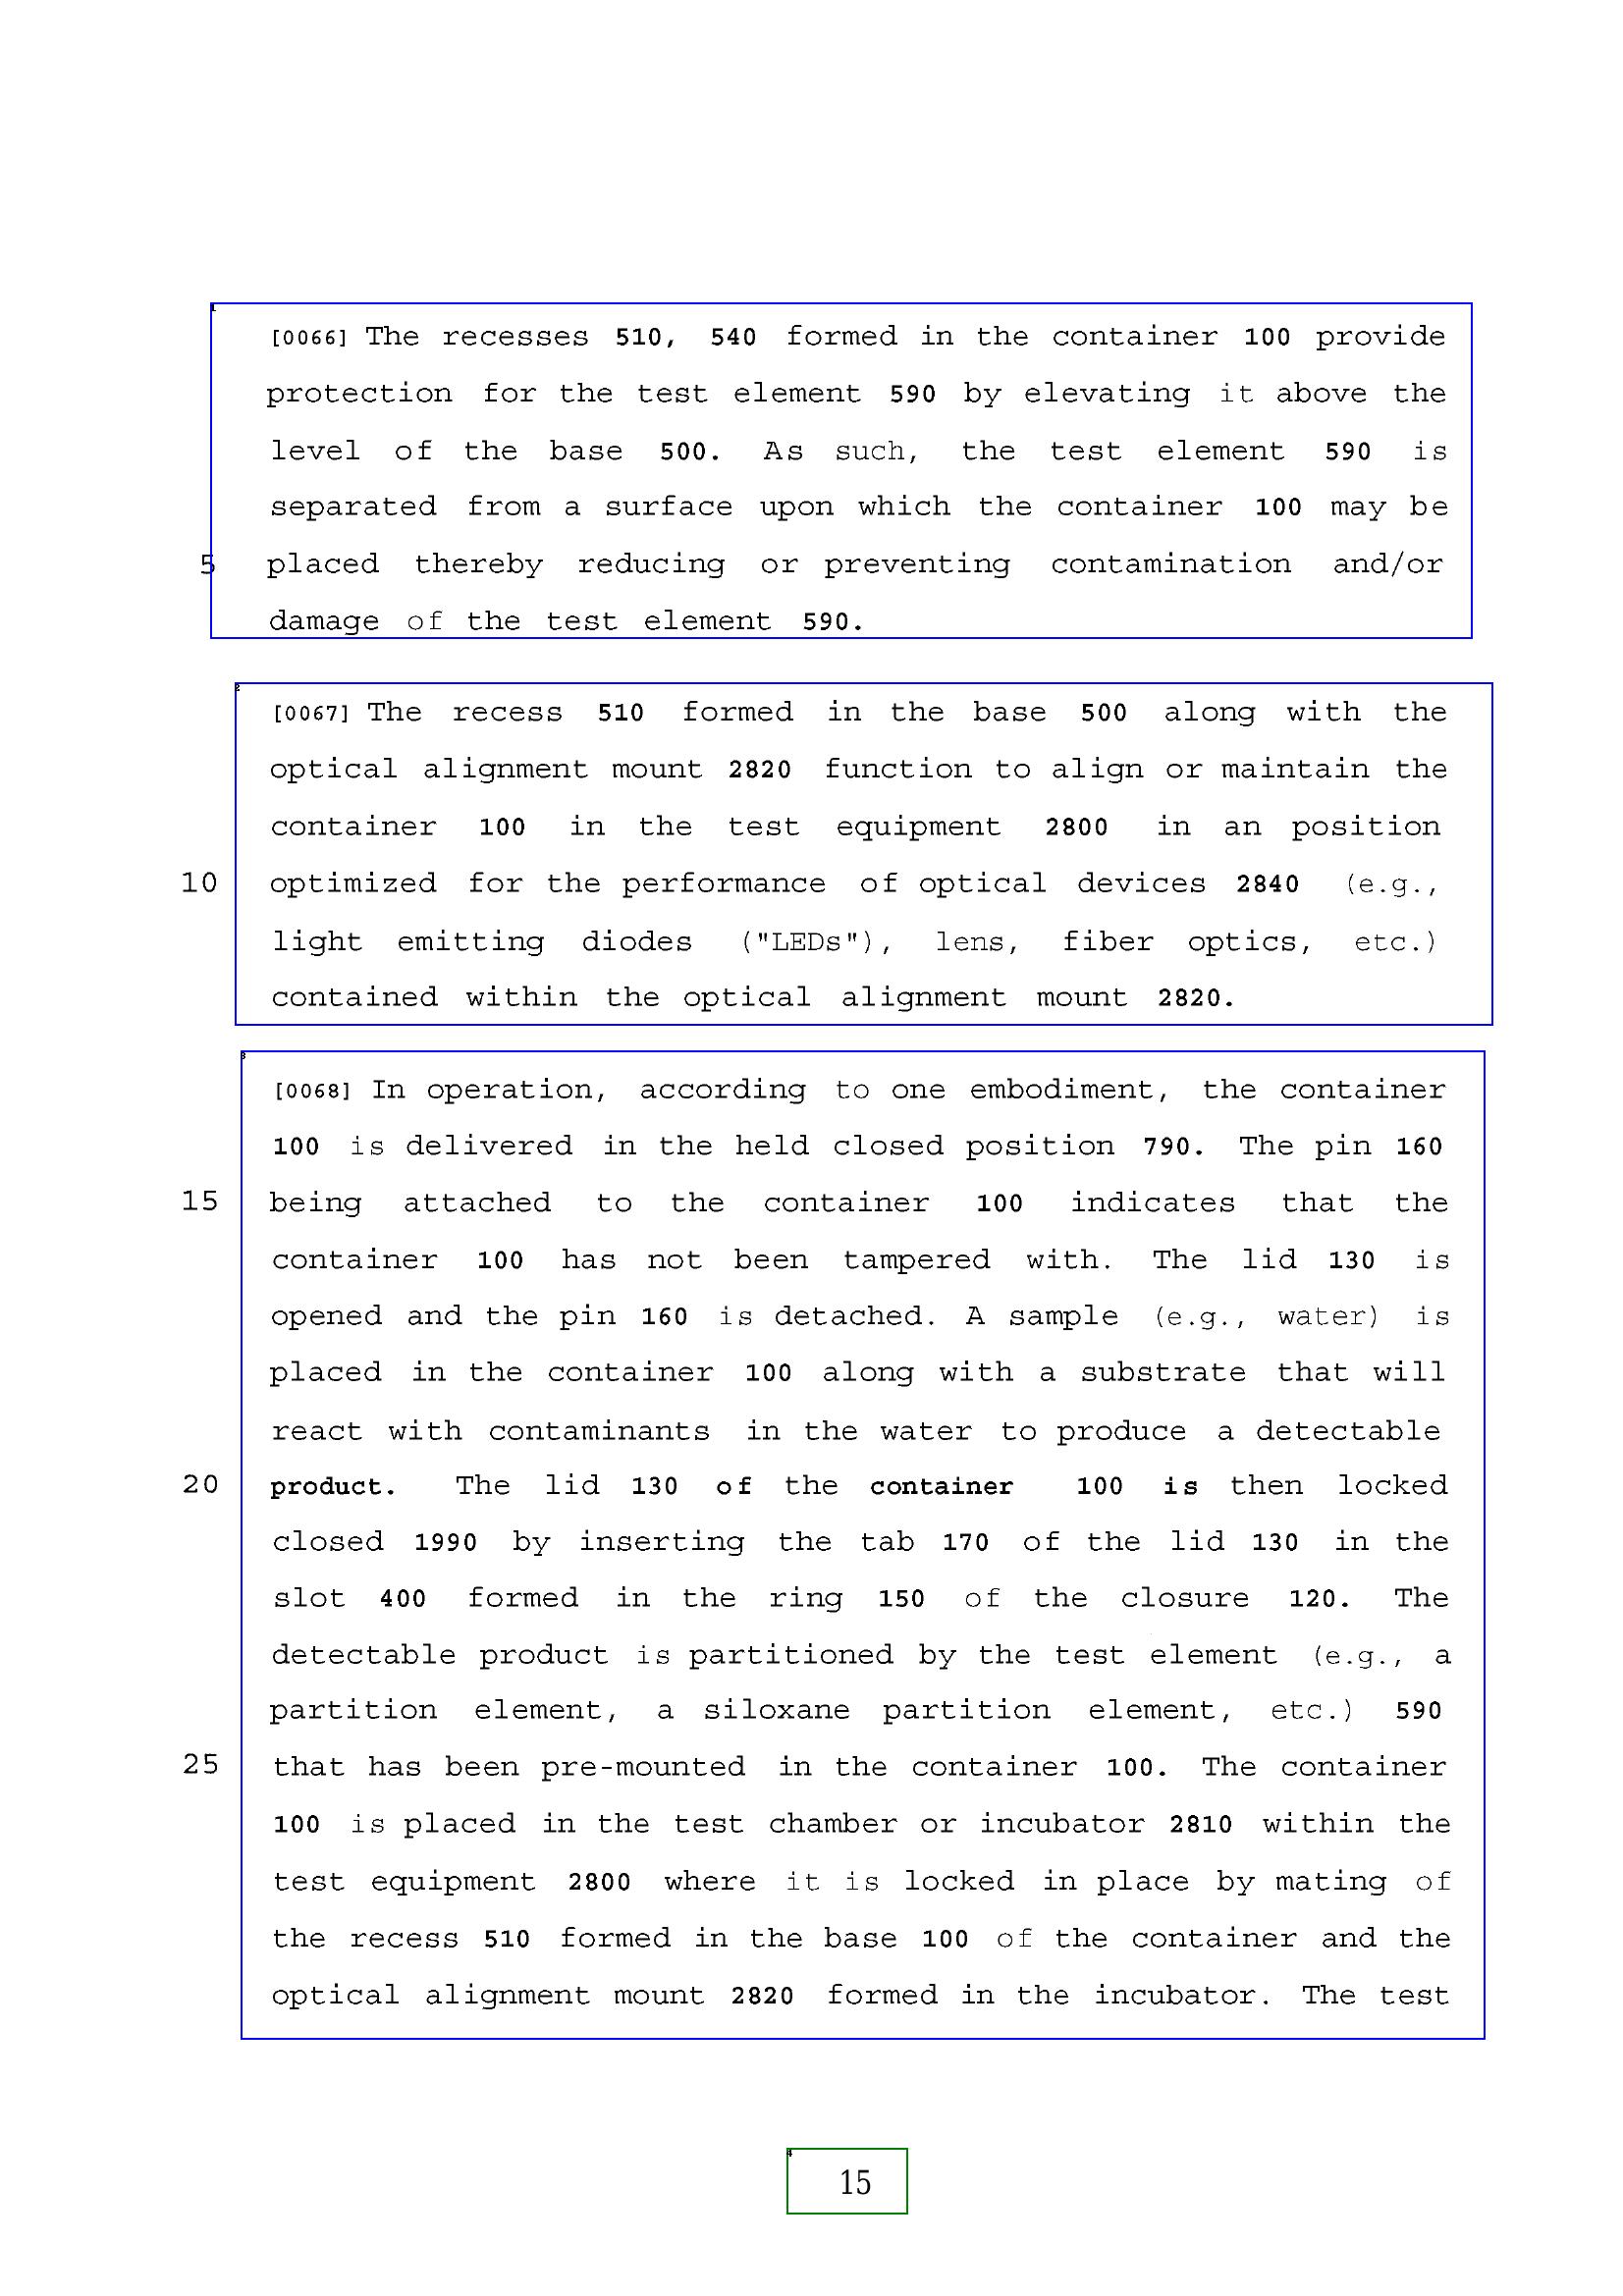 [0066] The recesses 510, 540 formed in the container 100 provide
protection for the test element 590 by elevating it above the
level of the base 500. As such, the test element 590 is
separated from a surface upon which the container 100 may be
5 placed thereby reducing or preventing contamination and/or
damage of the test element 590.
[0067] The recess 510 formed in the base 500 along with the
optical alignment mount 2820 function to align or maintain the
container 100 in the test equipment 2800 in an position
10 optimized for the performance of optical devices 2840 (e.g.,
light emitting diodes ("LEDs"), lens, fiber optics, etc.)
contained within the optical alignment mount 2820.
[0068] In operation, according to one embodiment, the container
100 is delivered in the held closed position 790. The pin 160
15 being attached to the container 100 indicates that the
container 100 has not been tampered with. The lid 130 is
opened and the pin 160 is detached. A sample (e.g., water) is
placed in the container 100 along with a substrate that will
react with contaminants in the water to produce a detectable
20 product. The lid 130 of the container 100 is then locked
closed 1990 by inserting the tab 170 of the lid 130 in the
slot 400 formed in the ring 150 of the closure 120. The
detectable product is partitioned by the test element (e.g., a
partition element, a siloxane partition element, etc.) 590
25 that has been pre-mounted in the container 100. The container
100 is placed in the test chamber or incubator 2810 within the
test equipment 2800 where it is locked in place by mating of
the recess 510 formed in the base 100 of the container and the
optical alignment mount 2820 formed in the incubator. The test
15